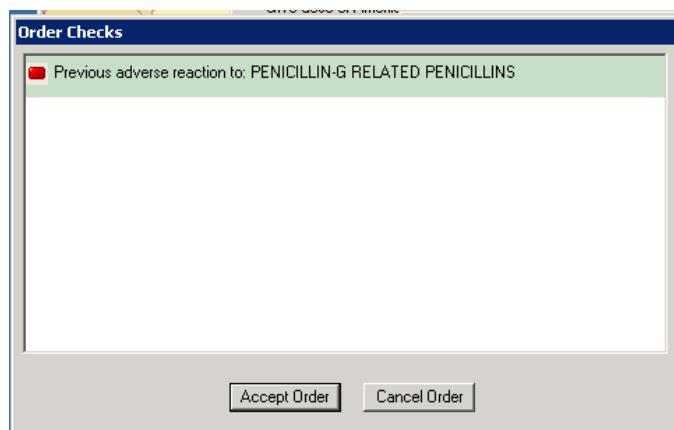 Order Checks
Previous adverse reaction to: PENICILLIN-G RELATED PENICILLINS
Accept Order
Cancel Order